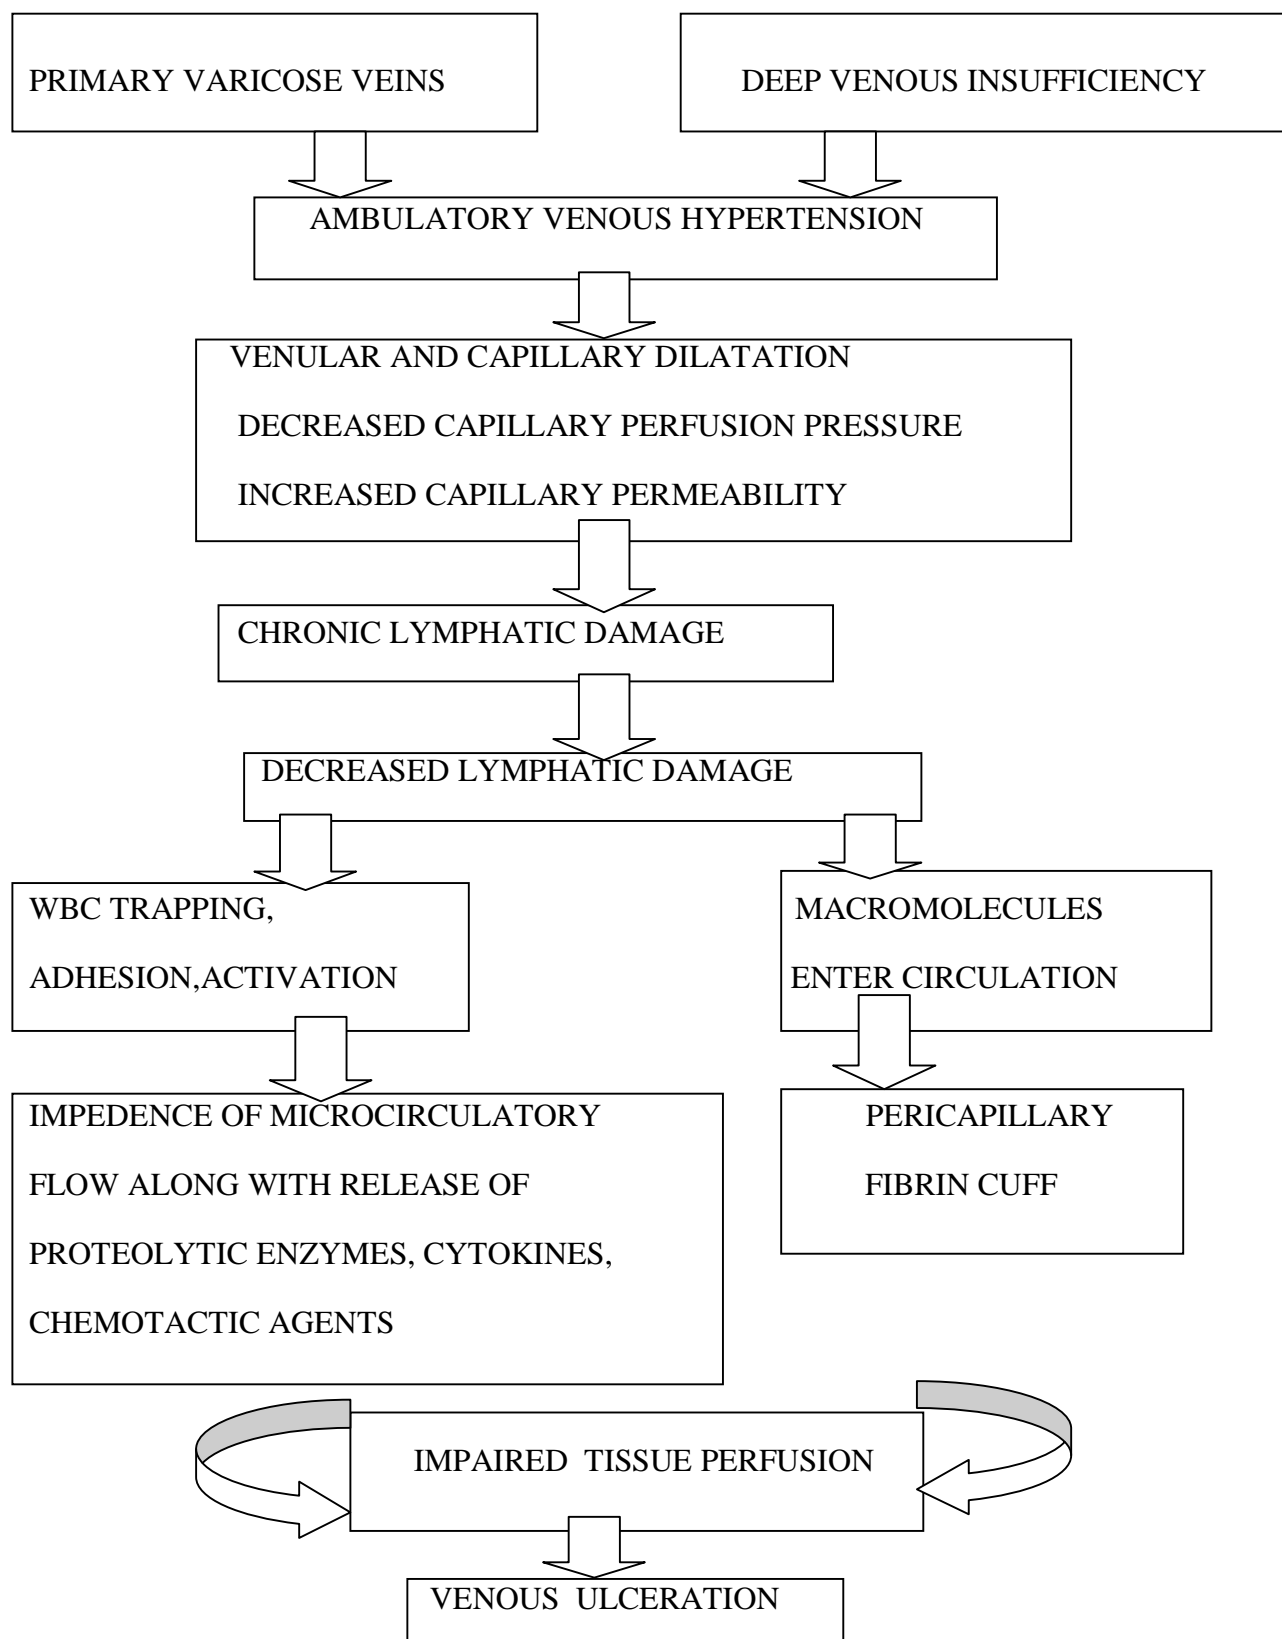 PRIMARY VARICOSE VEINS
DEEP VENOUS INSUFFICIENCY
AMBULATORY VENOUS HYPERTENSION
VENULAR AND CAPILLARY DILATATION
DECREASED CAPILLARY PERFUSION PRESSURE
INCREASED CAPILLARY PERMEABILITY
CHRONIC LYMPHATIC DAMAGE
DECREASED LYMPHATIC DAMAGE
WBC TRAPPING,
ADHESION,ACTIVATION
MACROMOLECULES
ENTER CIRCULATION
IMPEDENCE OF MICROCIRCULATORY
FLOW ALONG WITH RELEASE OF
PROTEOLYTIC ENZYMES, CYTOKINES,
CHEMOTACTIC AGENTS
PERICAPILLARY
FIBRIN CUFF
IMPAIRED TISSUE PERFUSION
VENOUS ULCERATION